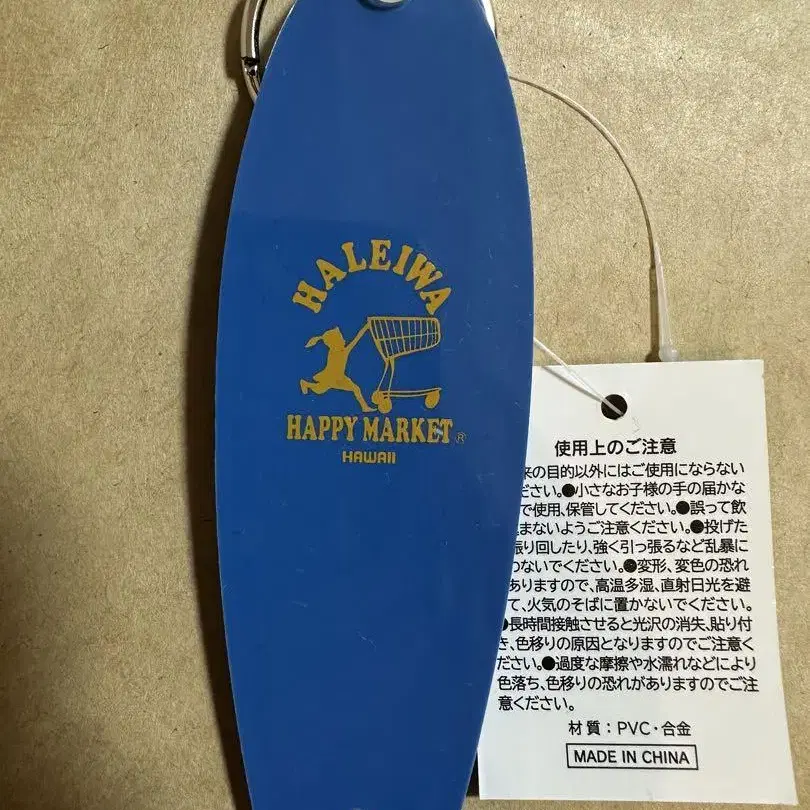 HALEIWA
HAPPY MARKET®
HAWAII
使用上のご注意
来の目的以外にはご使用にならない
ださい。●小さなお子様の手の届かな
で使用、保管してください。●誤って飲
まないようご注意ください。●投げた
振り回したり、強く引っ張るなど乱暴に
わないでください。●変形、変色の恐れ
ありますので、高温多湿、直射日光を避
て、火気のそばに置かないでください。
●長時間接触させると光沢の消失、貼り付
き、色移りの原因となりますのでご注意く
ださい。●過度な摩擦や水濡れなどにより
色落ち、色移りの恐れがありますのでご注
意ください。
材質：PVC・合金
MADE IN CHINA